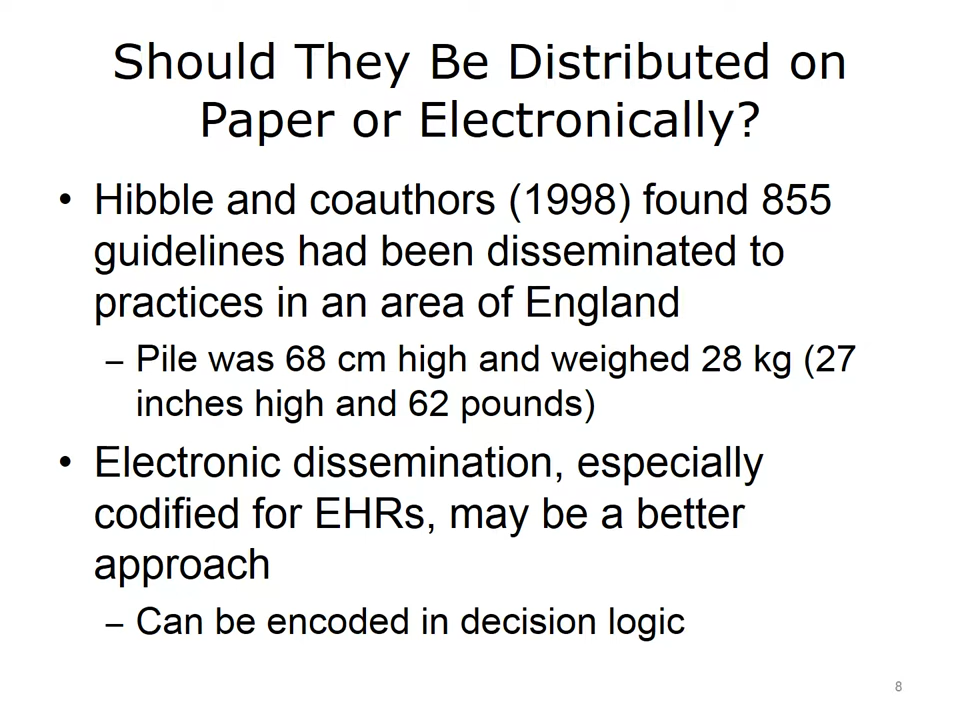 Should They Be Distributed on
Paper or Electronically?
• Hibble and coauthors (1998) found 855
guidelines had been disseminated to
practices in an area of England
– Pile was 68 cm high and weighed 28 kg (27
inches high and 62 pounds)
• Electronic dissemination, especially
codified for EHRs, may be a better
approach
– Can be encoded in decision logic
8